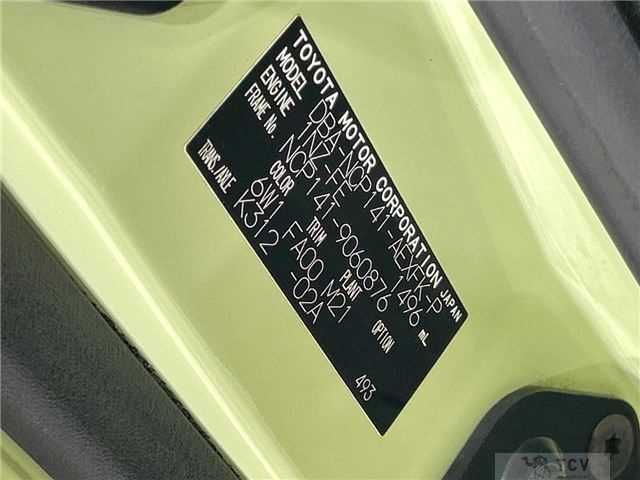 TOYOTA MOTOR CORPORATION JAPAN
MODEL DBA-NCP141-AEXFK-P
ENGINE 1NZ-FE 1496 mL
FRAME No. NCP141-9060876
COLOR TRIM PLANT OPTION
6W1 FA00 M21
TRANS./AXLE K312 -02A
493
TCV